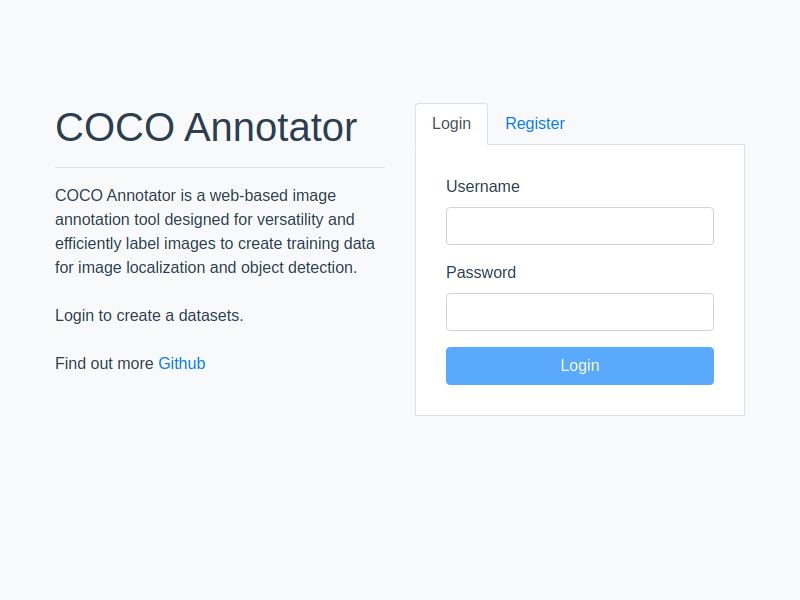 COCO Annotator
COCO Annotator is a web-based image
annotation tool designed for versatility and
efficiently label images to create training data
for image localization and object detection.
Login to create a datasets.
Find out more Github
Login
Register
Username
Password
Login